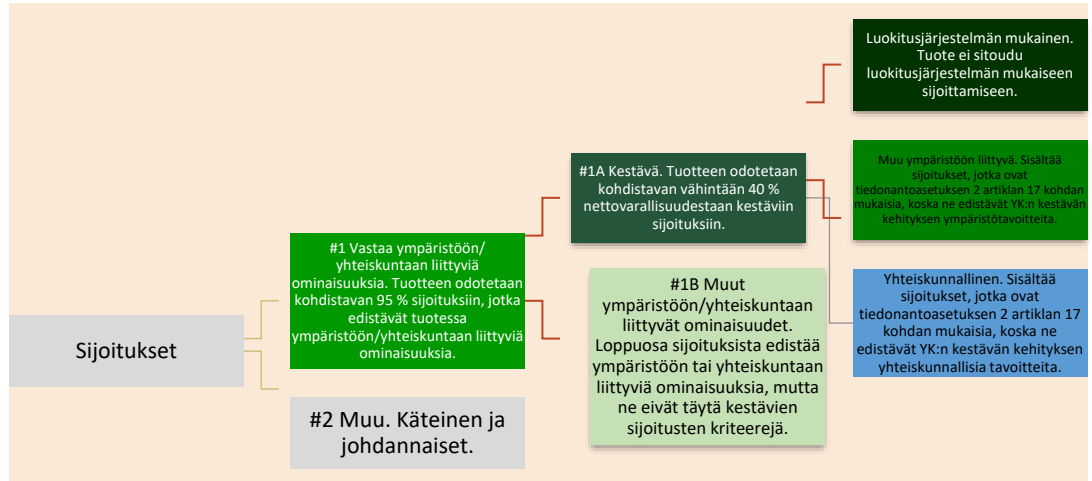 Sijoitukset
#1 Vastaa ympäristöön/
yhteiskuntaan liittyviä
ominaisuuksia. Tuotteen odotetaan
kohdistavan 95 % sijoituksiin, jotka
edistävät tuotessa
ympäristöön/yhteiskuntaan liittyviä
ominaisuuksia.
#2 Muu. Käteinen ja
johdannaiset.
#1A Kestävä. Tuotteen odotetaan
kohdistavan vähintään 40 %
nettovarallisuudestaan kestäviin
sijoituksiin.
#1B Muut
ympäristöön/yhteiskuntaan
liittyvät ominaisuudet.
Loppuosa sijoituksista edistää
ympäristöön tai yhteiskuntaan
liittyviä ominaisuuksia, mutta
ne eivät täytä kestävien
sijoitusten kriteerejä.
Luokitusjärjestelmän mukainen.
Tuote ei sitoudu
luokitusjärjestelmän mukaiseen
sijoittamiseen.
Muu ympäristöön liittyvä. Sisältää
sijoitukset, jotka ovat
tiedonantoasetuksen 2 artiklan 17 kohdan
mukaisia, koska ne edistävät YK:n kestävän
kehityksen ympäristötavoitteita.
Yhteiskunnallinen. Sisältää
sijoitukset, jotka ovat
tiedonantoasetuksen 2 artiklan 17
kohdan mukaisia, koska ne
edistävät YK:n kestävän kehityksen
yhteiskunnallisia tavoitteita.